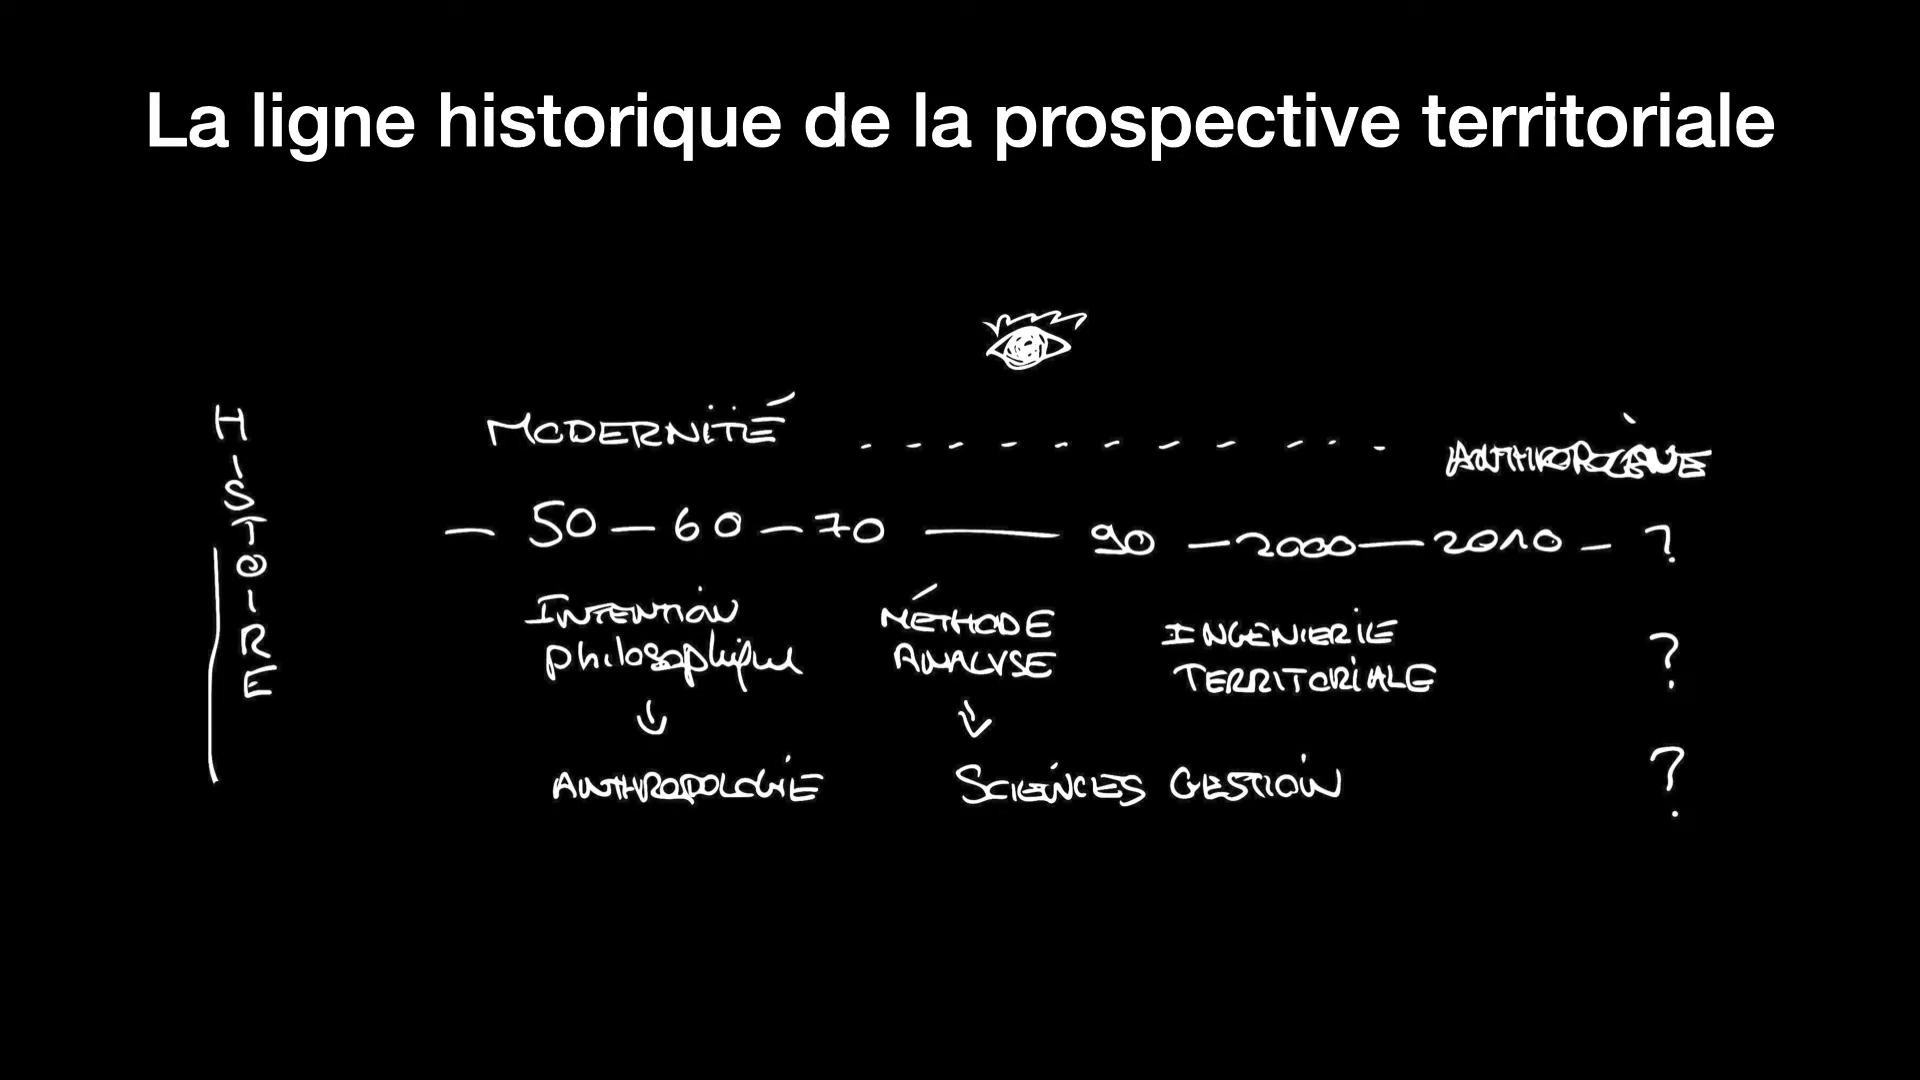 La ligne historique de la prospective territoriale
HISTOIRE
MODERNITÉ - - - - - - - - - - ANTHROPOCÈNE
— 50 — 60 — 70 — 90 — 2000 — 2010 — ?
INTENTION
philosophique
MÉTHODE
ANALYSE
INGENIERIE
TERRITORIALE
?
ANTHROPOLOGIE
SCIENCES GESTION
?